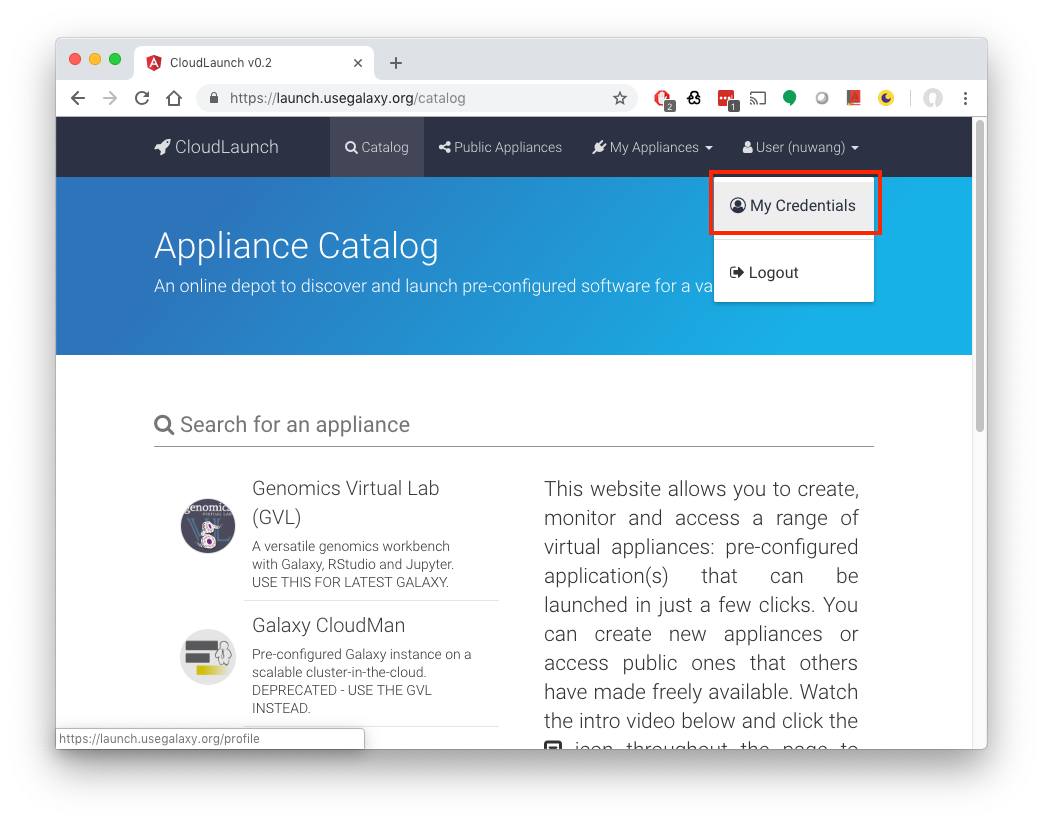 CloudLaunch v0.2
https://launch.usegalaxy.org/catalog
2
1
CloudLaunch
Catalog
Public Appliances
My Appliances
User (nuwang)
My Credentials
Logout
Appliance Catalog
An online depot to discover and launch pre-configured software for a va
Search for an appliance
Genomics Virtual Lab
(GVL)
A versatile genomics workbench
with Galaxy, RStudio and Jupyter.
USE THIS FOR LATEST GALAXY.
Galaxy CloudMan
Pre-configured Galaxy instance on a
scalable cluster-in-the-cloud.
DEPRECATED - USE THE GVL
INSTEAD.
This website allows you to create,
monitor and access a range of
virtual appliances: pre-configured
application(s) that can be
launched in just a few clicks. You
can create new appliances or
access public ones that others
have made freely available. Watch
the intro video below and click the
icon throughout the page to
https://launch.usegalaxy.org/profile